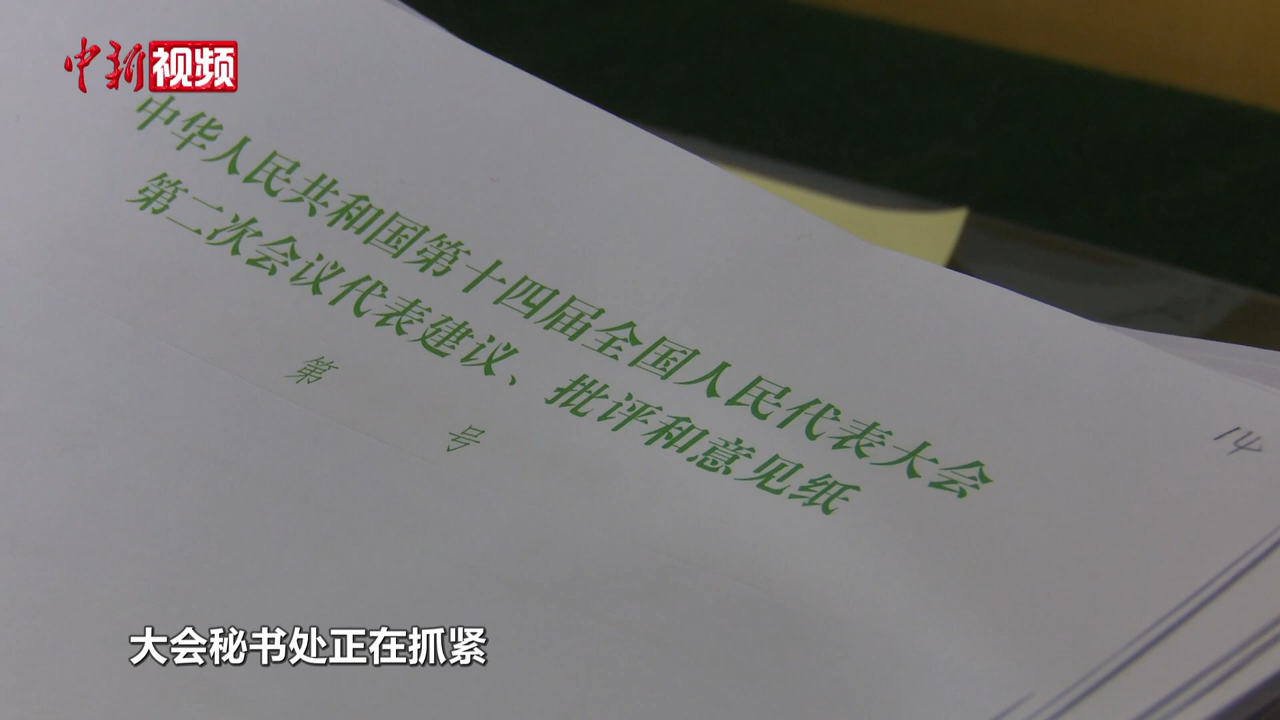 中新视频
中华人民共和国第十四届全国人民代表大会
第二次会议代表建议、批评和意见纸
第 号
14
大会秘书处正在抓紧